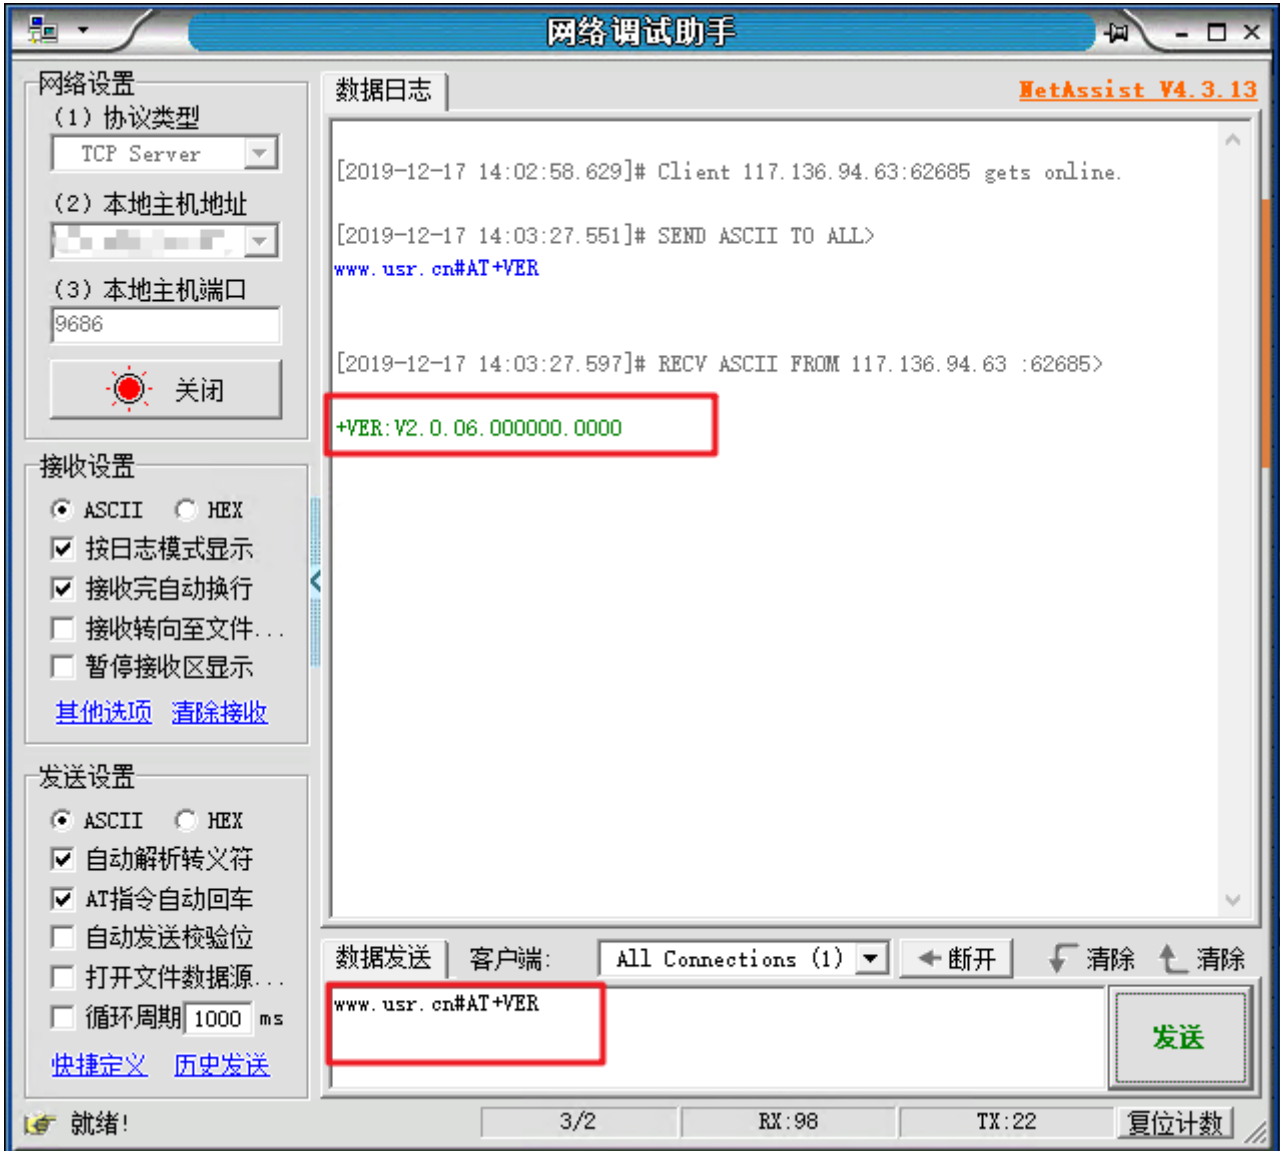 网络调试助手
网络设置
(1) 协议类型
TCP Server
(2) 本地主机地址
(3) 本地主机端口
9686
关闭
接收设置
ASCII HEX
按日志模式显示
接收完自动换行
接收转向至文件...
暂停接收区显示
其他选项 清除接收
发送设置
ASCII HEX
自动解析转义符
AT指令自动回车
自动发送校验位
打开文件数据源...
循环周期 1000 ms
快捷定义 历史发送
数据日志
NetAssist V4.3.13
[2019-12-17 14:02:58.629]# Client 117.136.94.63:62685 gets online.
[2019-12-17 14:03:27.551]# SEND ASCII TO ALL>
www.usr.cn#AT+VER
[2019-12-17 14:03:27.597]# RECV ASCII FROM 117.136.94.63 :62685>
+VER:V2.0.06.000000.0000
数据发送 客户端: All Connections (1) 断开 清除 清除
www.usr.cn#AT+VER
发送
就绪! 3/2 RX:98 TX:22 复位计数